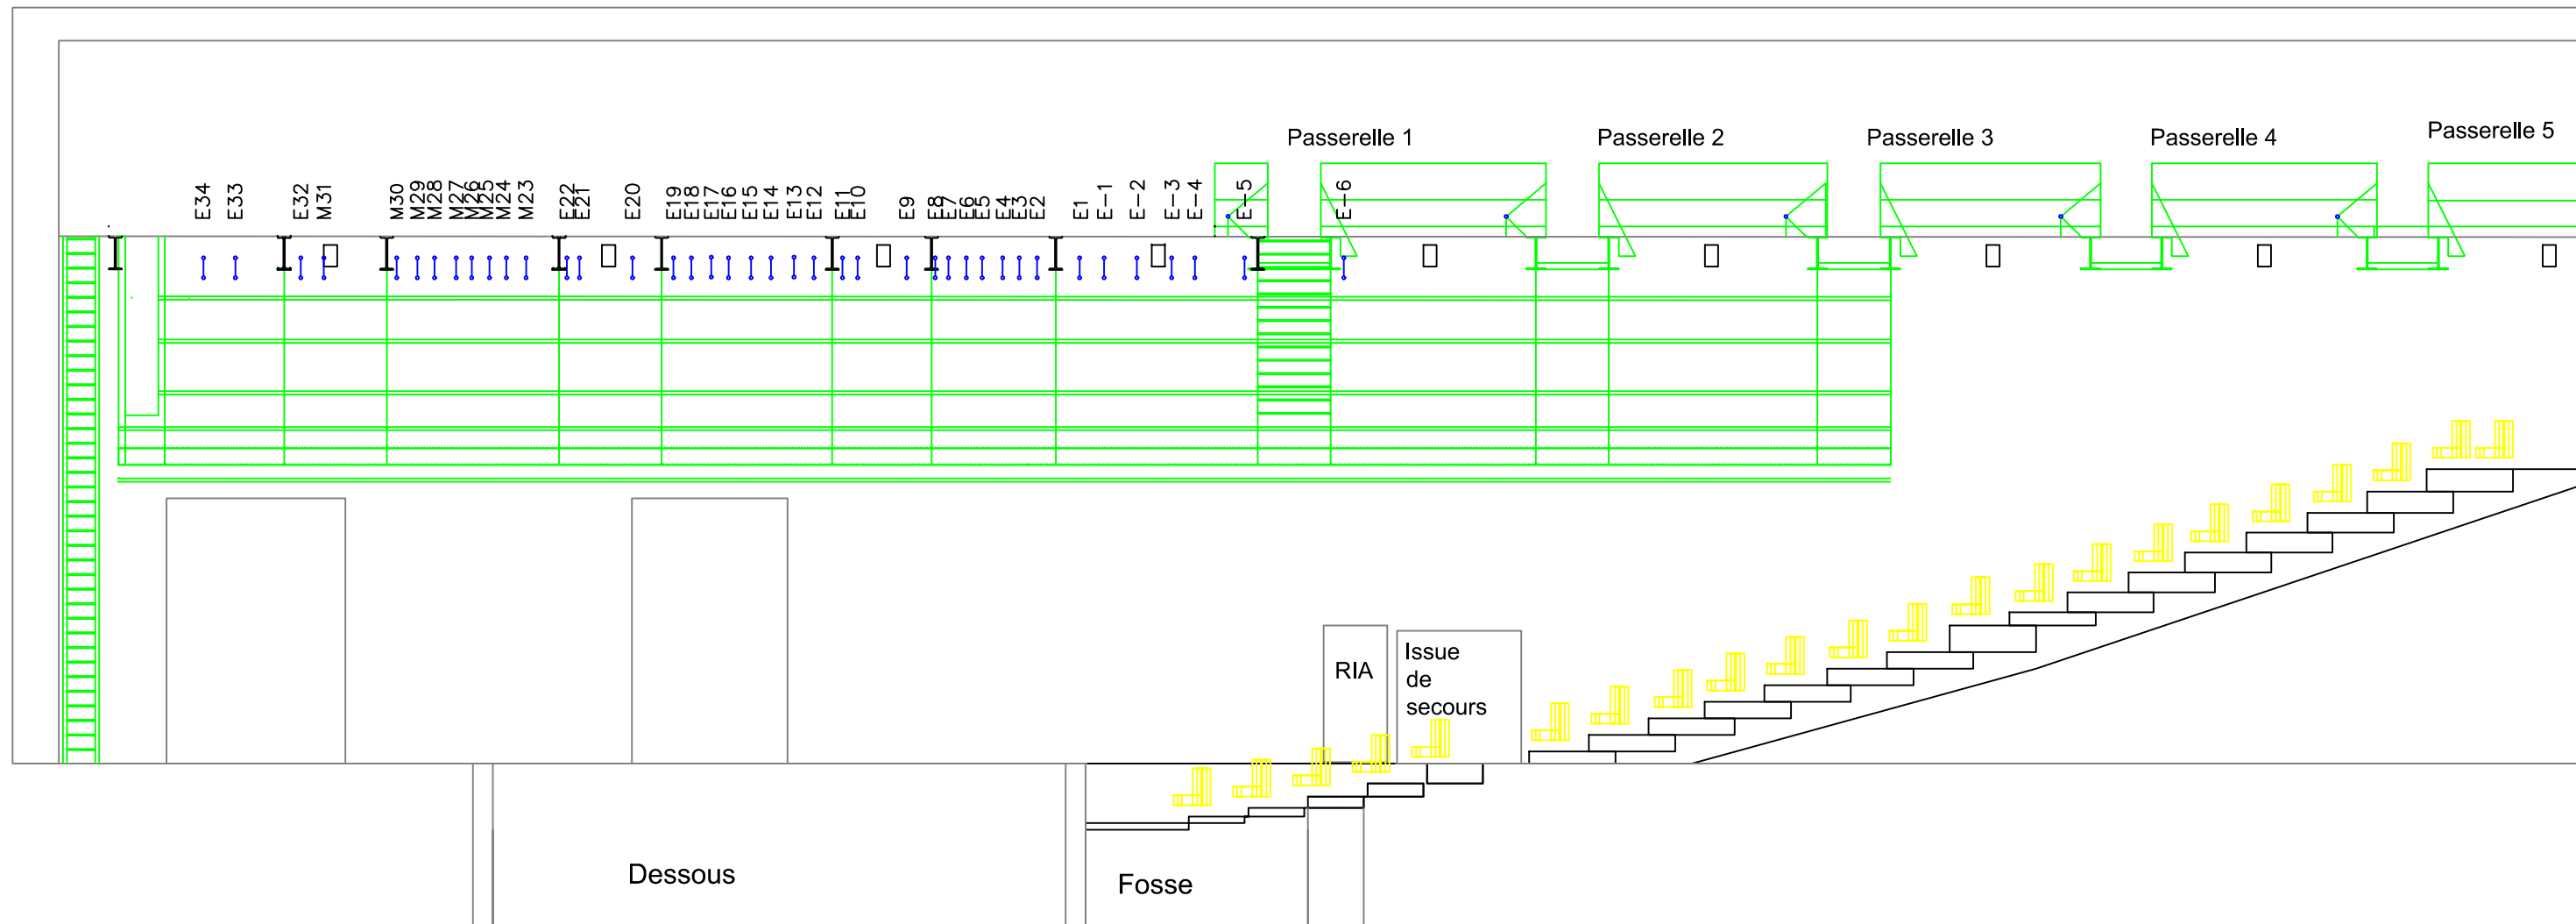 Passerelle 1
Passerelle 2
Passerelle 3
Passerelle 4
Passerelle 5
E34
E33
E32
M31
M30
M29
M28
M27
M26
M25
M24
M23
E22
E21
E20
E19
E18
E17
E16
E15
E14
E13
E12
E11
E10
E9
E8
E7
E6
E5
E4
E3
E2
E1
E-1
E-2
E-3
E-4
E-5
E-6
RIA
Issue
de
secours
Dessous
Fosse